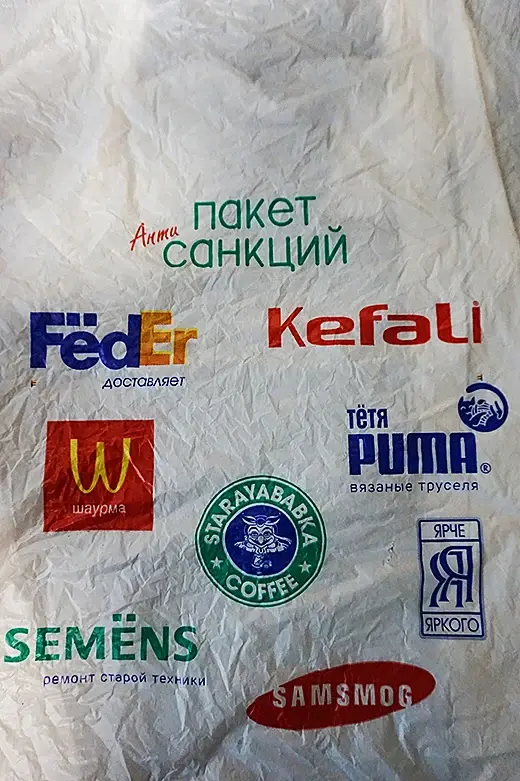 пакет
Анти
санкций
FёdEr
доставляет
Kefali
Ш
шаурма
тётя
PUMA®
вязаные труселя
STARAYABABKA
COFFEE
ЯРЧЕ
ЯЯ
ЯРКОГО
SEMЁNS
ремонт старой техники
SAMSMOG